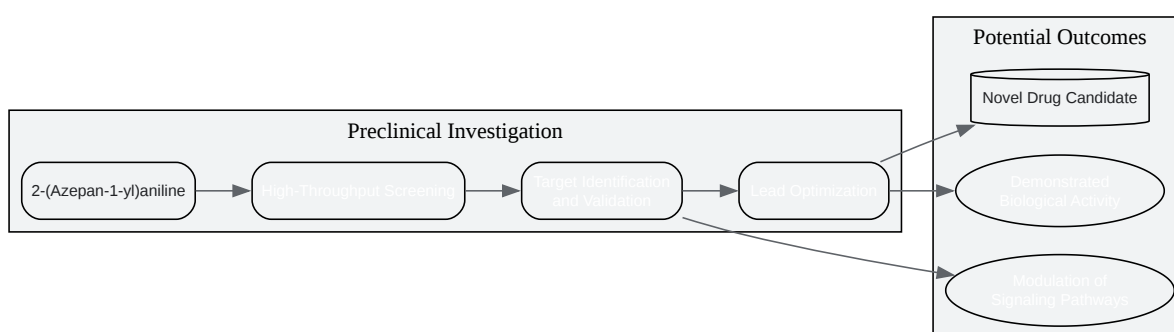 Potential Outcomes
Novel Drug Candidate
Preclinical Investigation
2-(Azepan-1-yl)aniline
High-Throughput Screening
Target Identification
and Validation
Lead Optimization
Demonstrated
Biological Activity
Modulation of
Signaling Pathways